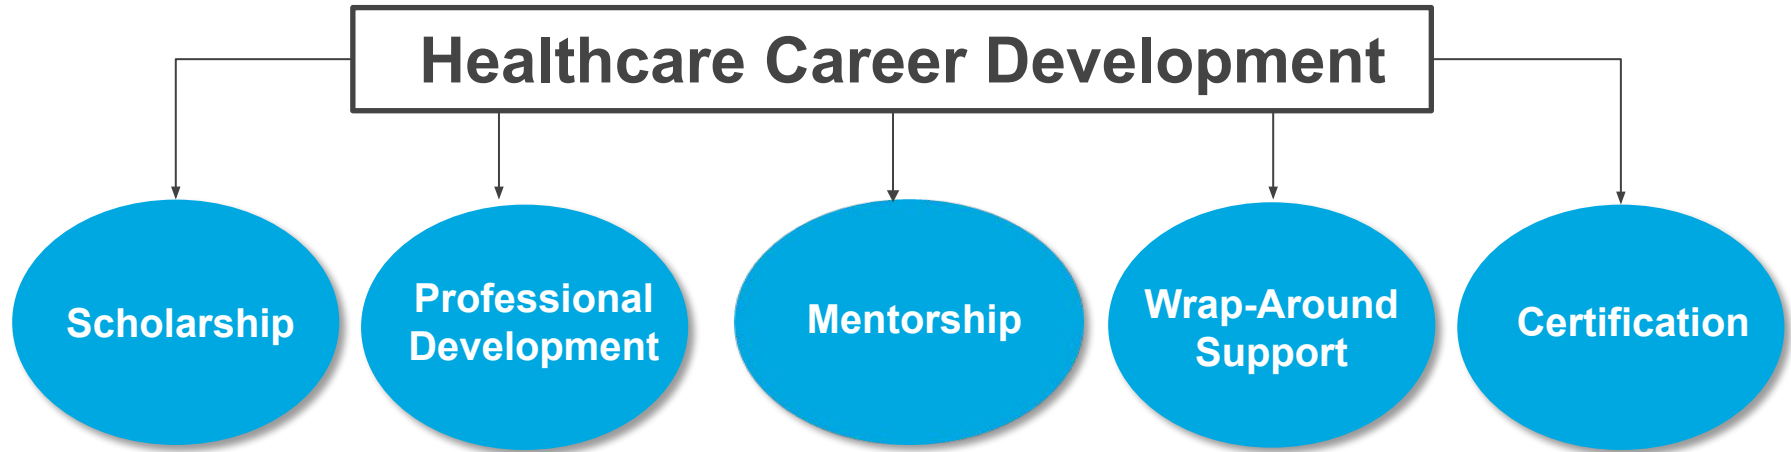 Healthcare Career Development
Scholarship
Professional
Development
Mentorship
Wrap-Around
Support
Certification